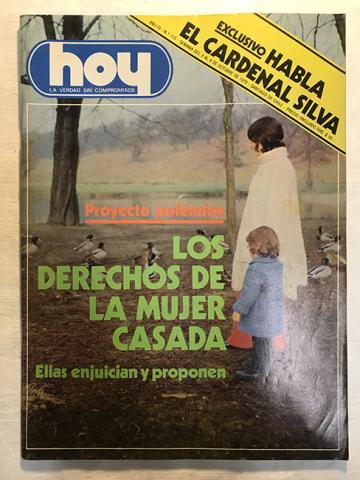 hoy
LA VERDAD SIN COMPROMISOS
EXCLUSIVO HABLA
EL CARDENAL SILVA
Proyecto polémico
LOS
DERECHOS DE
LA MUJER
CASADA
Ellas enjuician y proponen